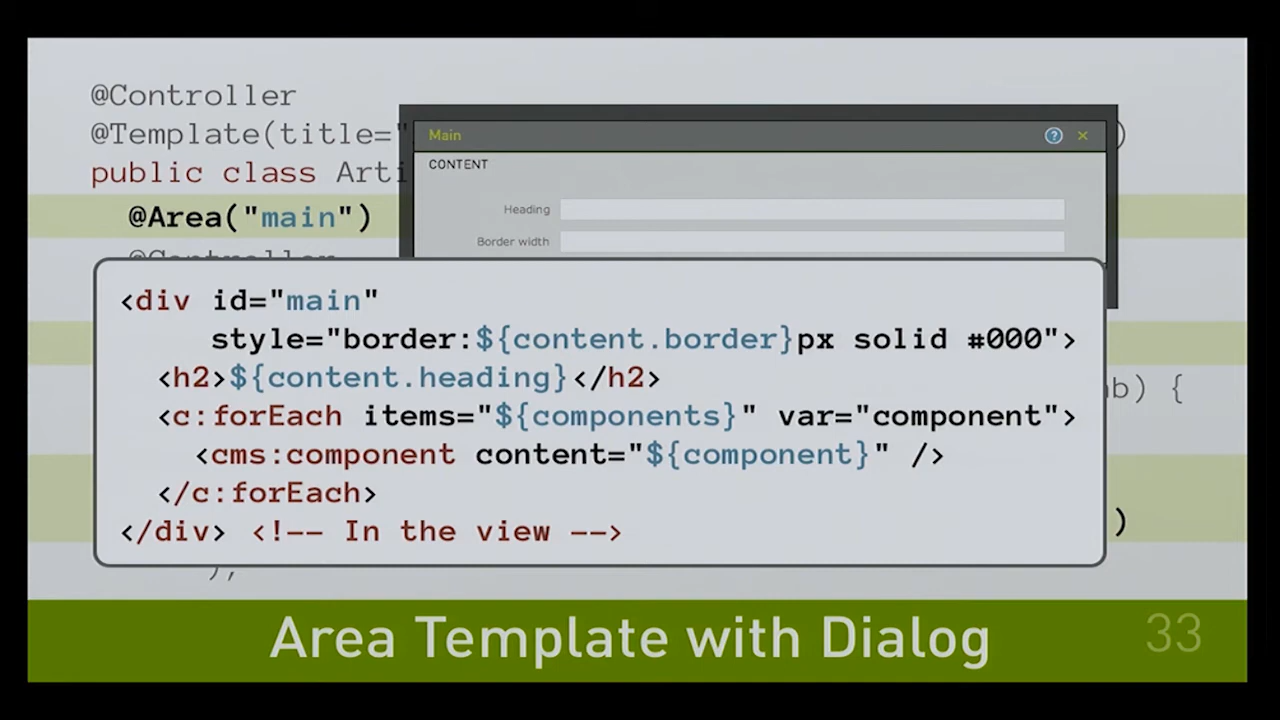 @Controller
@Template(title="
public class Arti
@Area("main")
@Controller
Main
CONTENT
Heading
Border width
<div id="main"
style="border:${content.border}px solid #000">
<h2>${content.heading}</h2>
<c:forEach items="${components}" var="component">
<cms:component content="${component}" />
</c:forEach>
</div> <!-- In the view -->
)
ab) {
)
);
Area Template with Dialog
33